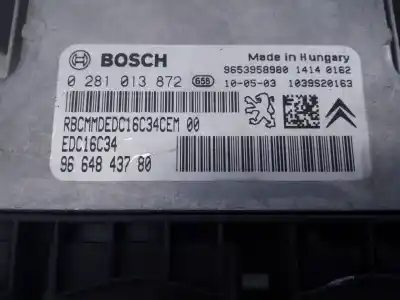 BOSCH
Made in Hungary
9653958980 1414 0162
0 281 013 872 65B 10-05-03 1039S20163
RBCMMDEDC16C34CEM 00
EDC16C34
96 648 437 80